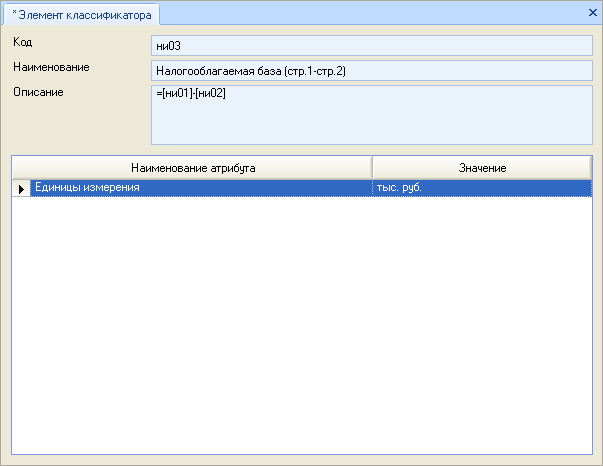 *Элемент классификатора
Код
ни03
Наименование
Налогооблагаемая база (стр.1-стр.2)
Описание
=[ни01]-[ни02]
Наименование атрибута Значение
Единицы измерения тыс. руб.